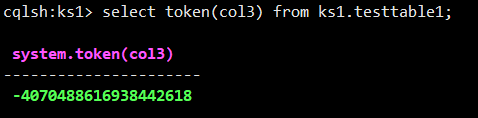 cqlsh:ks1> select token(col3) from ks1.testtable1;
system.token(col3)
----------------------
-4070488616938442618